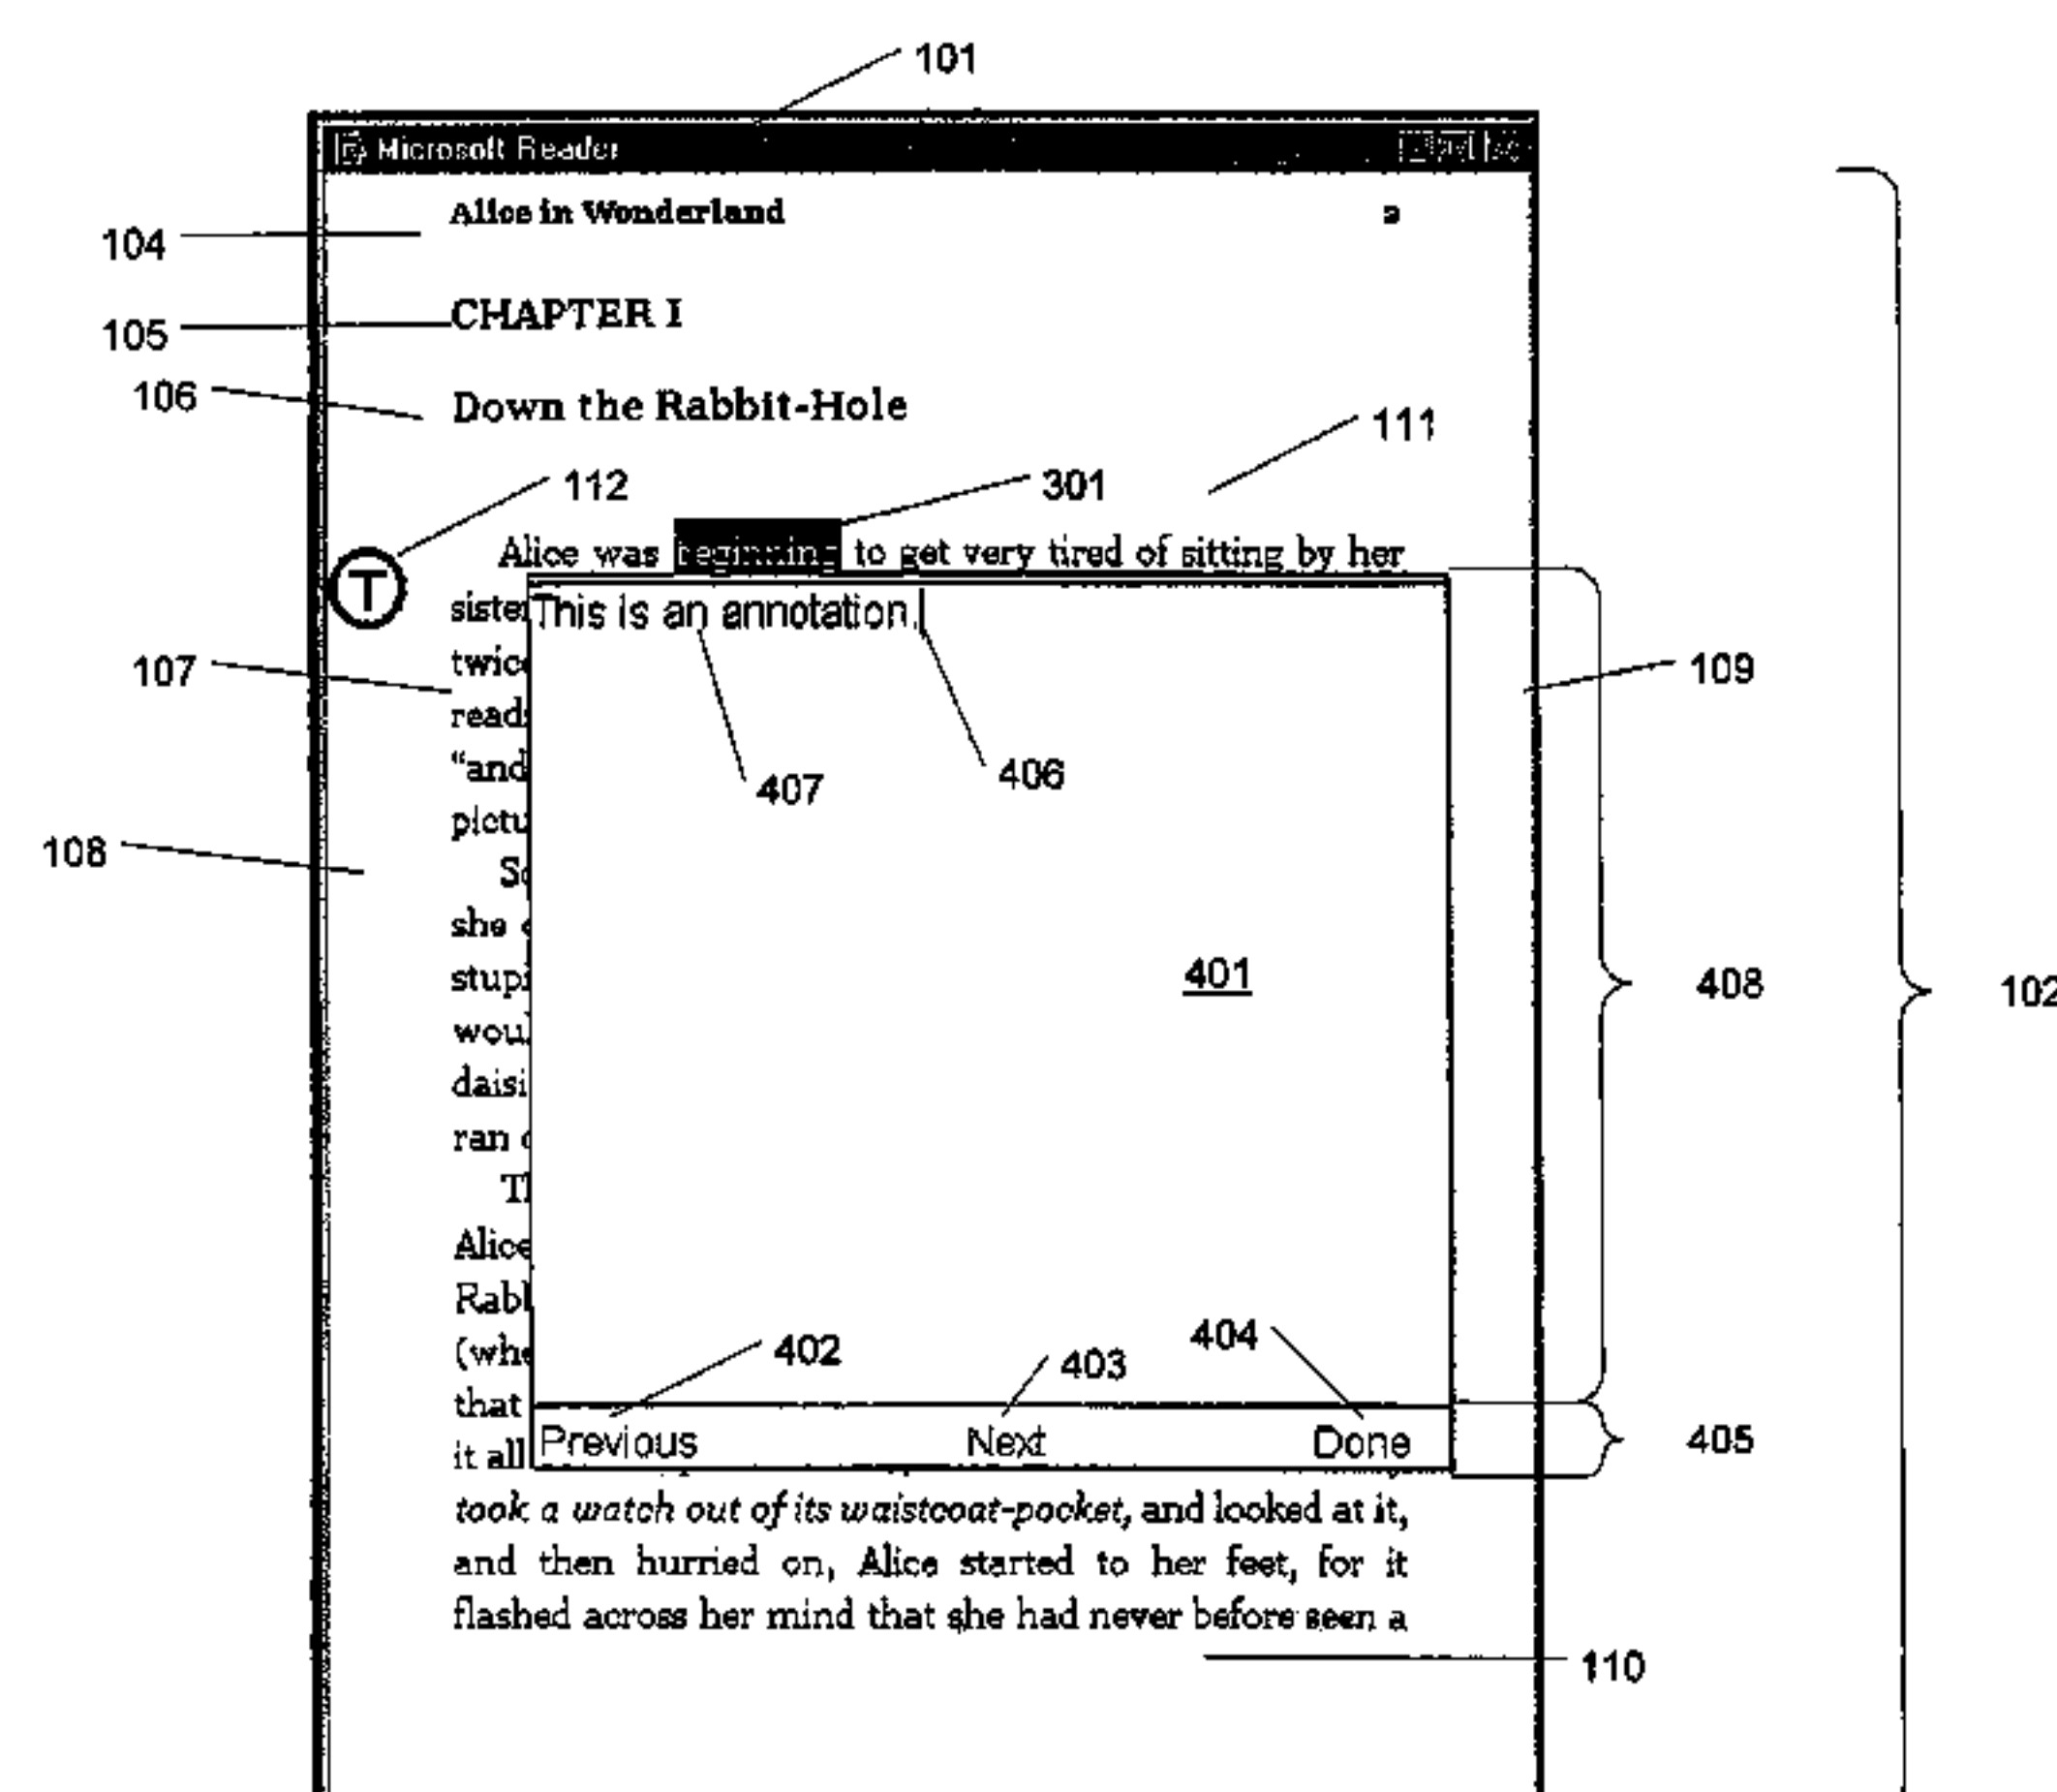 101
Microsoft Reader
Alice in Wonderland
104
CHAPTER I
105
106
Down the Rabbit-Hole
111
112
301
Alice was beginning to get very tired of sitting by her
T
siste
This is an annotation.
twic
107
109
read
"and
407
406
pictu
108
So
she
stupi
401
408
102
woul
daisi
ran
Th
Alice
Rabl
(whe
402
403
404
that
it all
Previous
Next
Done
405
took a watch out of its waistcoat-pocket, and looked at it,
and then hurried on, Alice started to her feet, for it
flashed across her mind that she had never before seen a
110